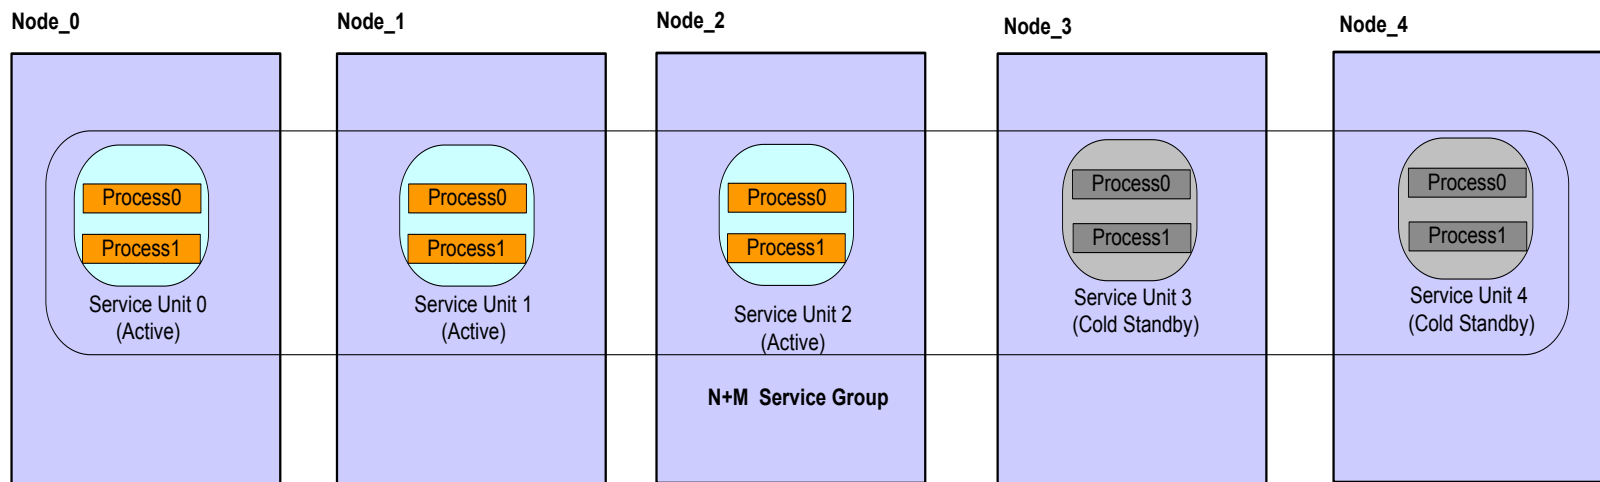 Node_0
Node_1
Node_2
Node_3
Node_4
Process0
Process1
Service Unit 0
(Active)
Process0
Process1
Service Unit 1
(Active)
Process0
Process1
Service Unit 2
(Active)
Process0
Process1
Service Unit 3
(Cold Standby)
Process0
Process1
Service Unit 4
(Cold Standby)
N+M Service Group